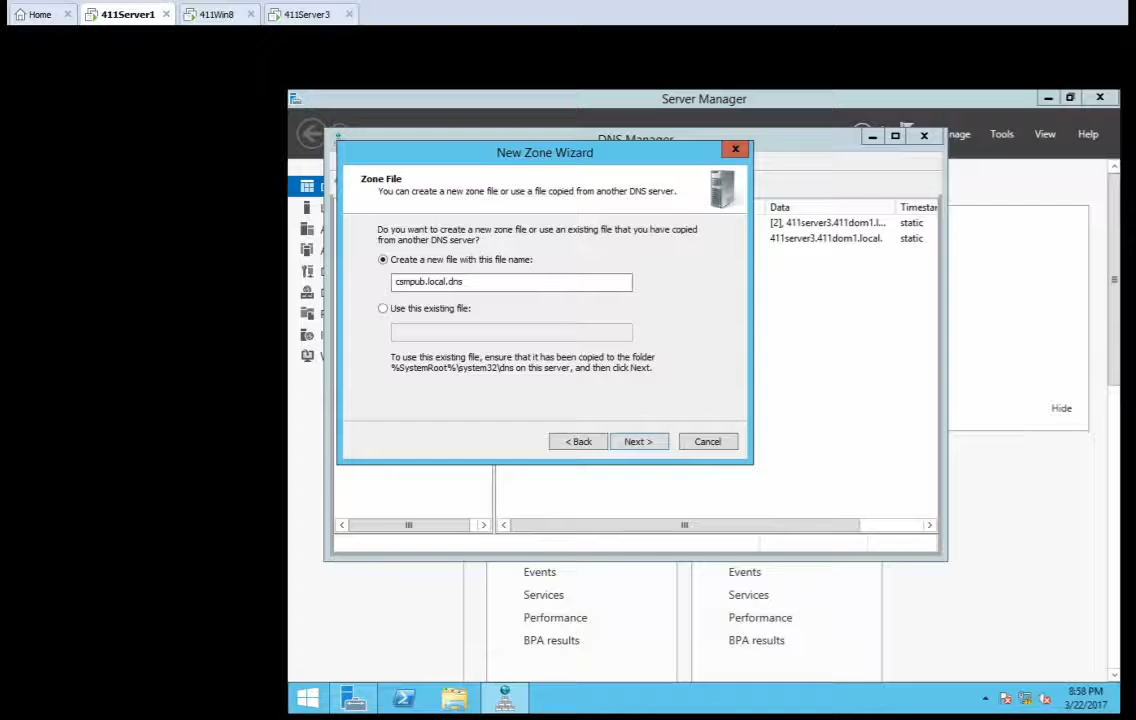 Home
411Server1
411Win8
411Server3
Server Manager
DNS Manager
nage
Tools
View
Help
New Zone Wizard
Zone File
You can create a new zone file or use a file copied from another DNS server.
Do you want to create a new zone file or use an existing file that you have copied
from another DNS server?
Create a new file with this file name:
csmpub.local.dns
Use this existing file:
To use this existing file, ensure that it has been copied to the folder
%SystemRoot%\system32\dns on this server, and then click Next.
< Back
Next >
Cancel
Data
Timestar
[2], 411server3.411dom1.l...
static
411server3.411dom1.local.
static
Hide
Events
Services
Performance
BPA results
Events
Services
Performance
BPA results
8:58 PM
3/22/2017